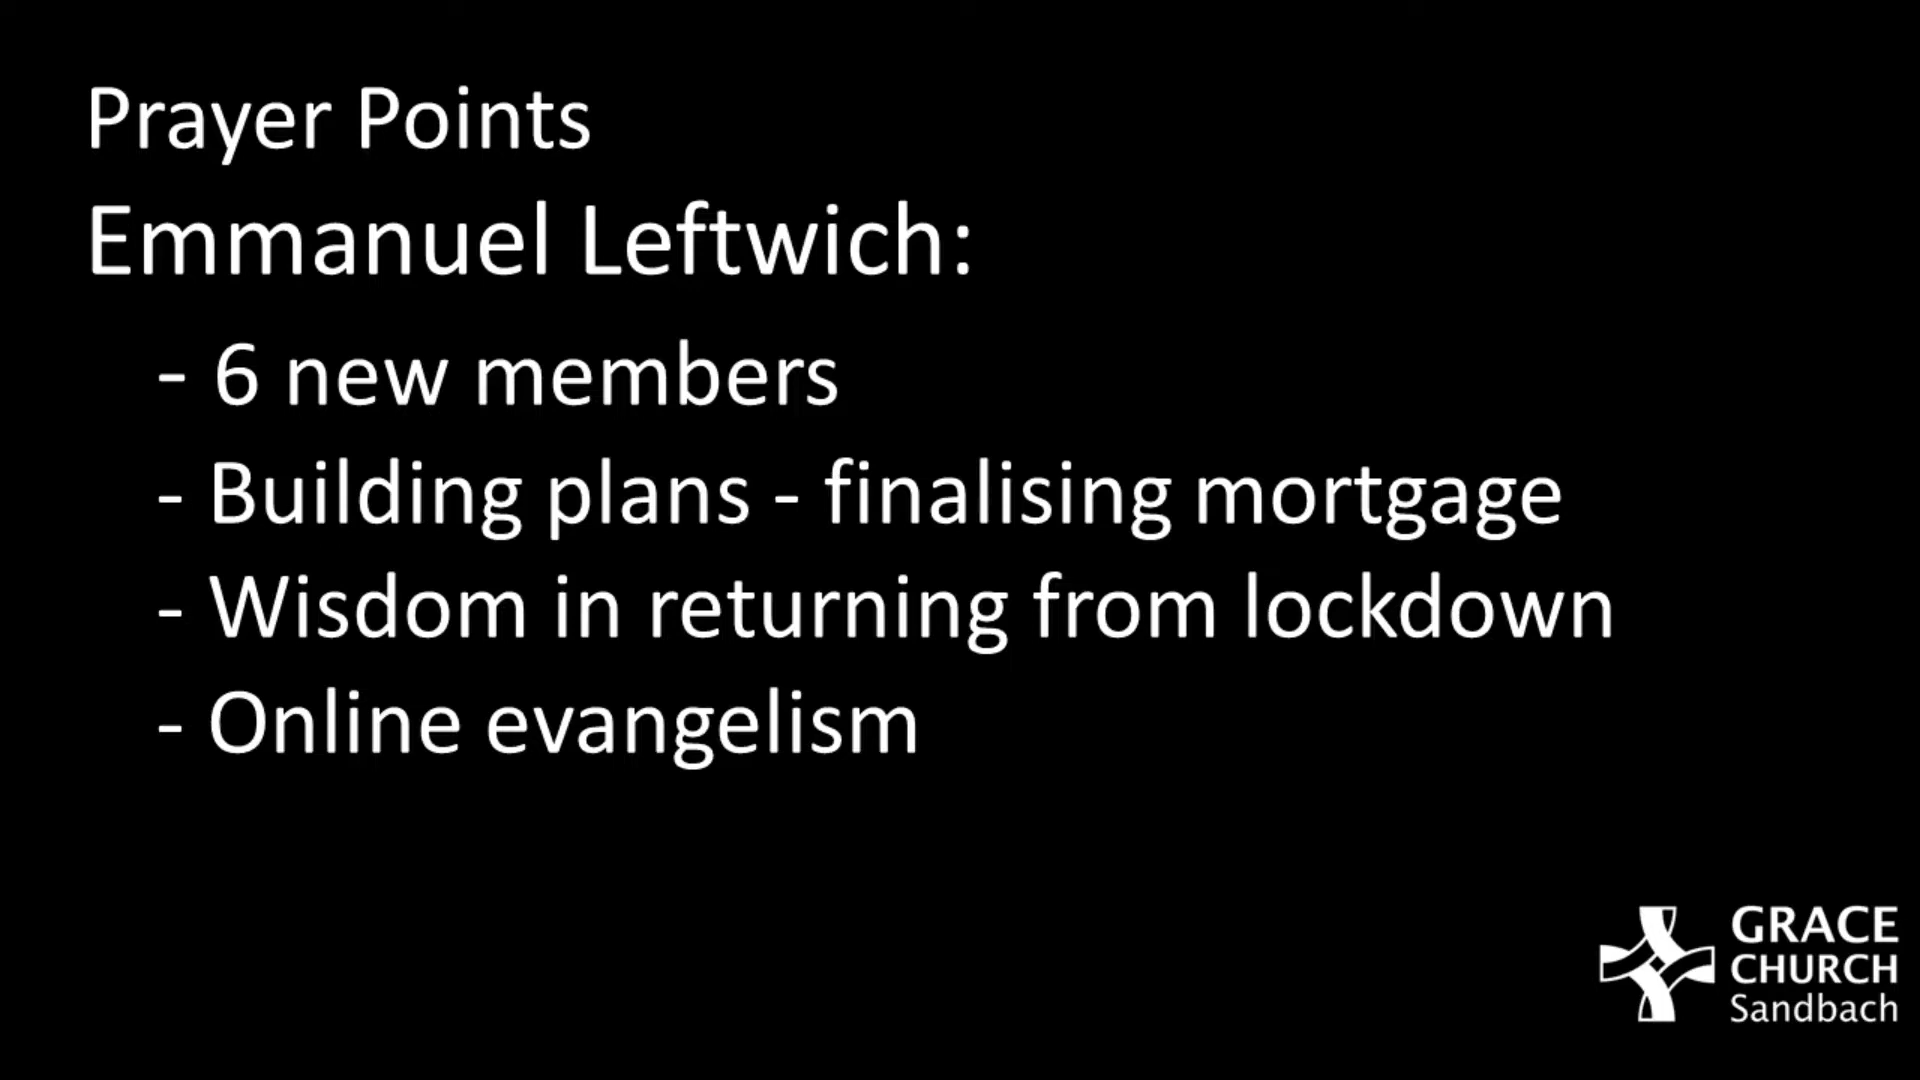 Prayer Points
Emmanuel Leftwich:
- 6 new members
- Building plans - finalising mortgage
- Wisdom in returning from lockdown
- Online evangelism
GRACE
CHURCH
Sandbach